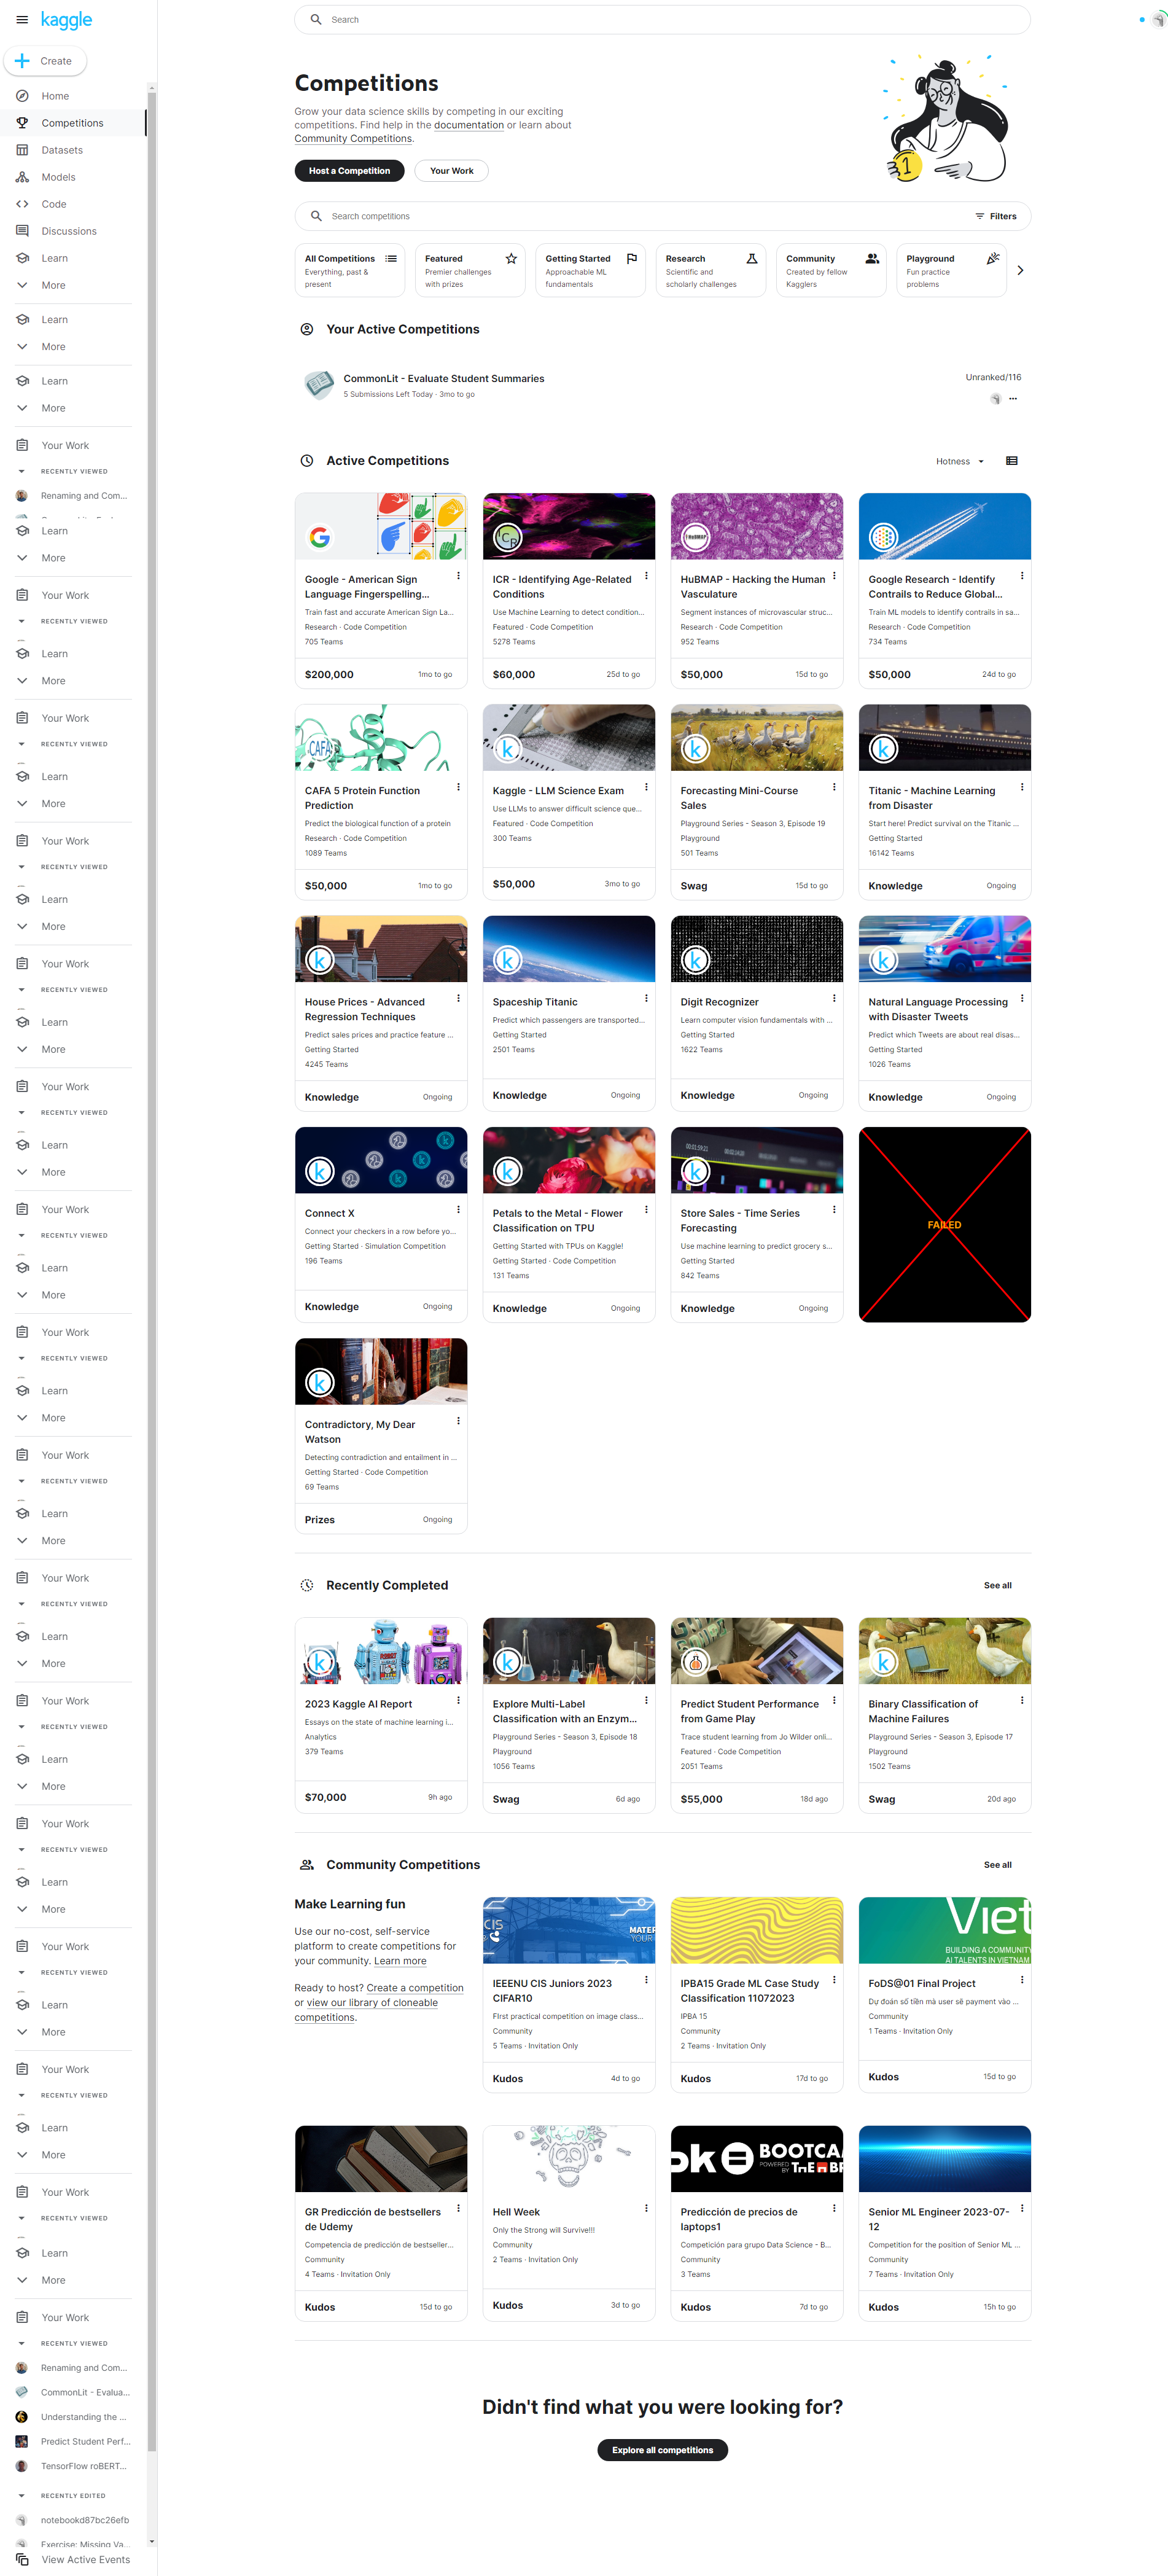 kaggle
Search
Create
Home
Competitions
Datasets
Models
Code
Discussions
Learn
More
Learn
More
Learn
More
Your Work
RECENTLY VIEWED
Renaming and Com...
Learn
More
Your Work
RECENTLY VIEWED
Learn
More
Your Work
RECENTLY VIEWED
Learn
More
Your Work
RECENTLY VIEWED
Learn
More
Your Work
RECENTLY VIEWED
Learn
More
Your Work
RECENTLY VIEWED
Learn
More
Your Work
RECENTLY VIEWED
Learn
More
Your Work
RECENTLY VIEWED
Learn
More
Your Work
RECENTLY VIEWED
Learn
More
Your Work
RECENTLY VIEWED
Learn
More
Your Work
RECENTLY VIEWED
Learn
More
Your Work
RECENTLY VIEWED
Learn
More
Your Work
RECENTLY VIEWED
Learn
More
Your Work
RECENTLY VIEWED
Learn
More
Your Work
RECENTLY VIEWED
Learn
More
Your Work
RECENTLY VIEWED
Renaming and Com...
CommonLit - Evalua...
Understanding the ...
Predict Student Perf...
TensorFlow roBERT...
RECENTLY EDITED
notebookd87bc26efb
Exercise: Missing Va...
View Active Events
Competitions
Grow your data science skills by competing in our exciting
competitions. Find help in the documentation or learn about
Community Competitions.
Host a Competition
Your Work
1
Search competitions
Filters
All Competitions
Everything, past &
present
Featured
Premier challenges
with prizes
Getting Started
Approachable ML
fundamentals
Research
Scientific and
scholarly challenges
Community
Created by fellow
Kagglers
Playground
Fun practice
problems
Your Active Competitions
CommonLit - Evaluate Student Summaries
5 Submissions Left Today · 3mo to go
Unranked/116
Active Competitions
Hotness
G
Google - American Sign
Language Fingerspelling...
Train fast and accurate American Sign La...
Research · Code Competition
705 Teams
$200,000
1mo to go
ICR
ICR - Identifying Age-Related
Conditions
Use Machine Learning to detect condition...
Featured · Code Competition
5278 Teams
$60,000
25d to go
HuBMAP
HuBMAP - Hacking the Human
Vasculature
Segment instances of microvascular struc...
Research · Code Competition
952 Teams
$50,000
15d to go
Google Research - Identify
Contrails to Reduce Global...
Train ML models to identify contrails in sa...
Research · Code Competition
734 Teams
$50,000
24d to go
CAFA
CAFA 5 Protein Function
Prediction
Predict the biological function of a protein
Research · Code Competition
1089 Teams
$50,000
1mo to go
k
Kaggle - LLM Science Exam
Use LLMs to answer difficult science que...
Featured · Code Competition
300 Teams
$50,000
3mo to go
k
Forecasting Mini-Course
Sales
Playground Series - Season 3, Episode 19
Playground
501 Teams
Swag
15d to go
k
Titanic - Machine Learning
from Disaster
Start here! Predict survival on the Titanic ...
Getting Started
16142 Teams
Knowledge
Ongoing
k
House Prices - Advanced
Regression Techniques
Predict sales prices and practice feature ...
Getting Started
4245 Teams
Knowledge
Ongoing
k
Spaceship Titanic
Predict which passengers are transported...
Getting Started
2501 Teams
Knowledge
Ongoing
k
Digit Recognizer
Learn computer vision fundamentals with ...
Getting Started
1622 Teams
Knowledge
Ongoing
k
Natural Language Processing
with Disaster Tweets
Predict which Tweets are about real disas...
Getting Started
1026 Teams
Knowledge
Ongoing
k
Connect X
Connect your checkers in a row before yo...
Getting Started · Simulation Competition
196 Teams
Knowledge
Ongoing
k
Petals to the Metal - Flower
Classification on TPU
Getting Started with TPUs on Kaggle!
Getting Started · Code Competition
131 Teams
Knowledge
Ongoing
k
Store Sales - Time Series
Forecasting
Use machine learning to predict grocery s...
Getting Started
842 Teams
Knowledge
Ongoing
FAILED
k
Contradictory, My Dear
Watson
Detecting contradiction and entailment in ...
Getting Started · Code Competition
69 Teams
Prizes
Ongoing
Recently Completed
See all
k
2023 Kaggle AI Report
Essays on the state of machine learning i...
Analytics
379 Teams
$70,000
9h ago
k
Explore Multi-Label
Classification with an Enzym...
Playground Series - Season 3, Episode 18
Playground
1056 Teams
Swag
6d ago
Predict Student Performance
from Game Play
Trace student learning from Jo Wilder onli...
Featured · Code Competition
2051 Teams
$55,000
18d ago
k
Binary Classification of
Machine Failures
Playground Series - Season 3, Episode 17
Playground
1502 Teams
Swag
20d ago
Community Competitions
See all
Make Learning fun
Use our no-cost, self-service
platform to create competitions for
your community. Learn more
Ready to host? Create a competition
or view our library of cloneable
competitions.
CIS
MATER
YOUR
IEEENU CIS Juniors 2023
CIFAR10
First practical competition on image class...
Community
5 Teams · Invitation Only
Kudos
4d to go
IPBA15 Grade ML Case Study
Classification 11072023
IPBA 15
Community
2 Teams · Invitation Only
Kudos
17d to go
Viet
BUILDING A COMMUNITY
AI TALENTS IN VIETNAM
FoDS@01 Final Project
Dự đoán số tiền mà user sẽ payment vào ...
Community
1 Teams · Invitation Only
Kudos
15d to go
GR Predicción de bestsellers
de Udemy
Competencia de predicción de bestseller...
Community
4 Teams · Invitation Only
Kudos
15d to go
Hell Week
Only the Strong will Survive!!!
Community
2 Teams · Invitation Only
Kudos
3d to go
ok
BOOTCA
POWERED BY THE BR
Predicción de precios de
laptops1
Competición para grupo Data Science - B...
Community
3 Teams
Kudos
7d to go
Senior ML Engineer 2023-07-
12
Competition for the position of Senior ML ...
Community
7 Teams · Invitation Only
Kudos
15h to go
Didn't find what you were looking for?
Explore all competitions